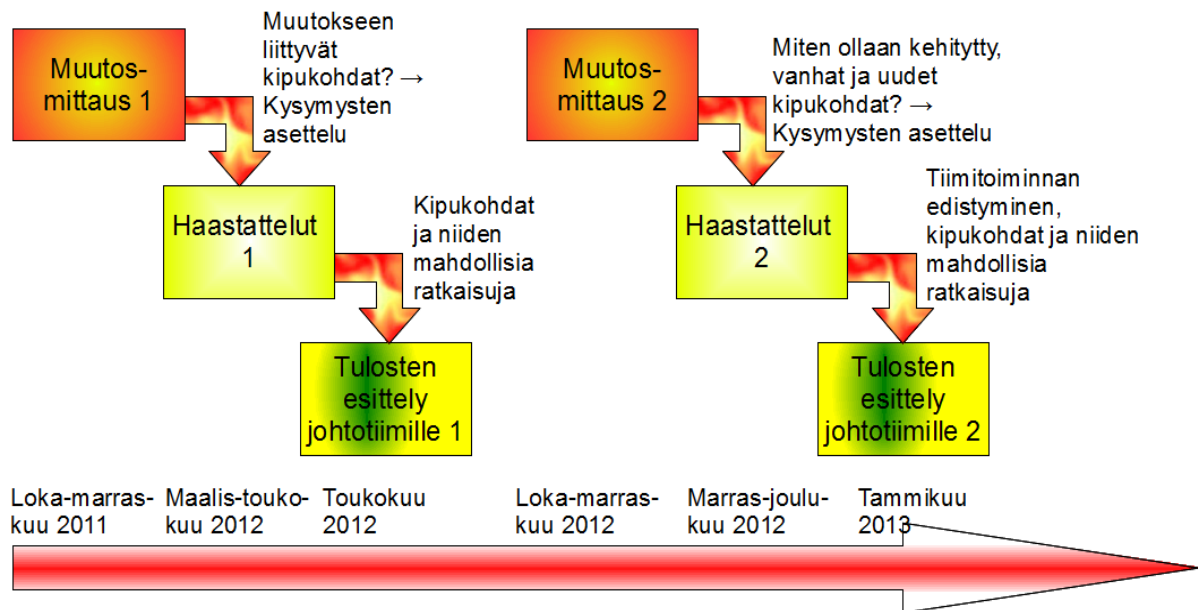 Muutos-
mittaus 1
Muutokseen
liittyvät
kipukohdat? →
Kysymysten
asettelu
Haastattelut
1
Kipukohdat
ja niiden
mahdollisia
ratkaisuja
Tulosten
esittely
johtotiimille 1
Muutos-
mittaus 2
Miten ollaan kehitytty,
vanhat ja uudet
kipukohdat? →
Kysymysten asettelu
Haastattelut
2
Tiimitoiminnan
edistyminen,
kipukohdat ja niiden
mahdollisia
ratkaisuja
Tulosten
esittely
johtotiimille 2
Loka-marras-
kuu 2011
Maalis-touko-
kuu 2012
Toukokuu
2012
Loka-marras-
kuu 2012
Marras-joulu-
kuu 2012
Tammikuu
2013